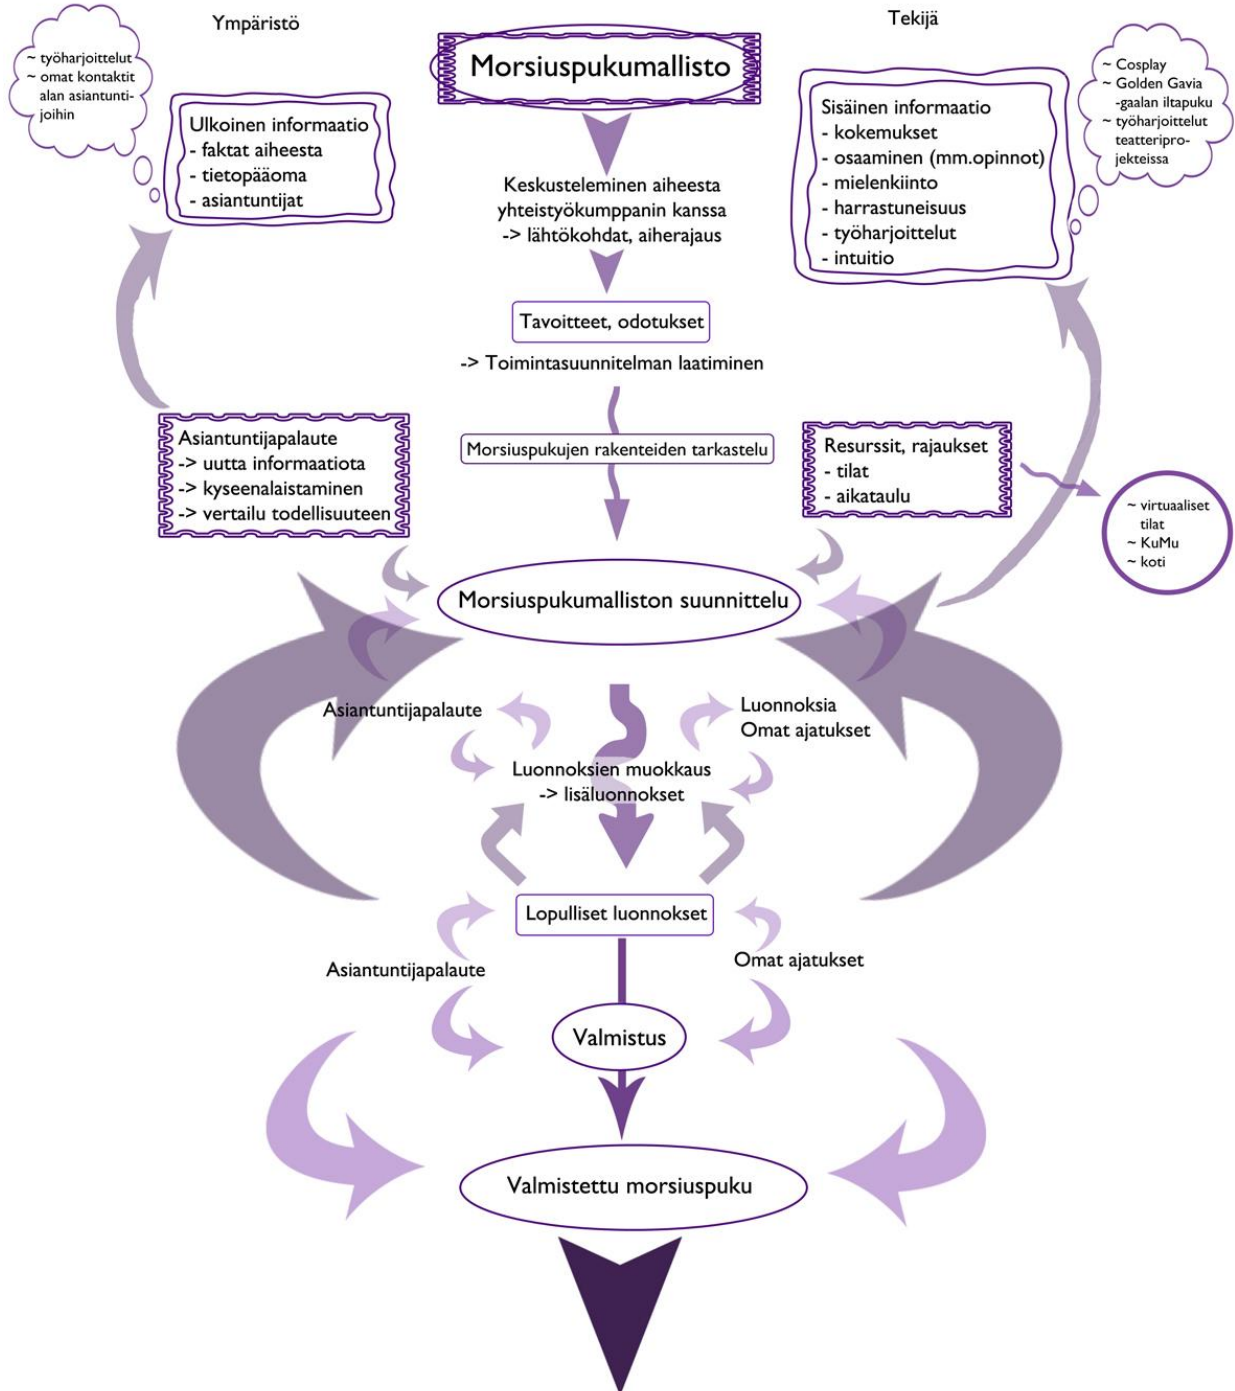 Ympäristö
Tekijä
Morsiuspukumallisto
~ työharjoittelut
~ omat kontaktit
alan asiantunti-
joihin
Ulkoinen informaatio
- faktat aiheesta
- tietopääoma
- asiantuntijat
Sisäinen informaatio
- kokemukset
- osaaminen (mm.opinnot)
- mielenkiinto
- harrastuneisuus
- työharjoittelut
- intuitio
~ Cosplay
~ Golden Gavia
-gaalan iltapuku
~ työharjoittelut
teatteripro-
jekteissa
Keskusteleminen aiheesta
yhteistyökumppanin kanssa
-> lähtökohdat, aiherajaus
Tavoitteet, odotukset
-> Toimintasuunnitelman laatiminen
Morsiuspukujen rakenteiden tarkastelu
Asiantuntijapalaute
-> uutta informaatiota
-> kyseenalaistaminen
-> vertailu todellisuuteen
Resurssit, rajaukset
- tilat
- aikataulu
~ virtuaaliset
tilat
~ KuMu
~ koti
Morsiuspukumalliston suunnittelu
Asiantuntijapalaute
Luonnoksia
Omat ajatukset
Luonnoksien muokkaus
-> lisäluonnokset
Lopulliset luonnokset
Asiantuntijapalaute
Omat ajatukset
Valmistus
Valmistettu morsiuspuku